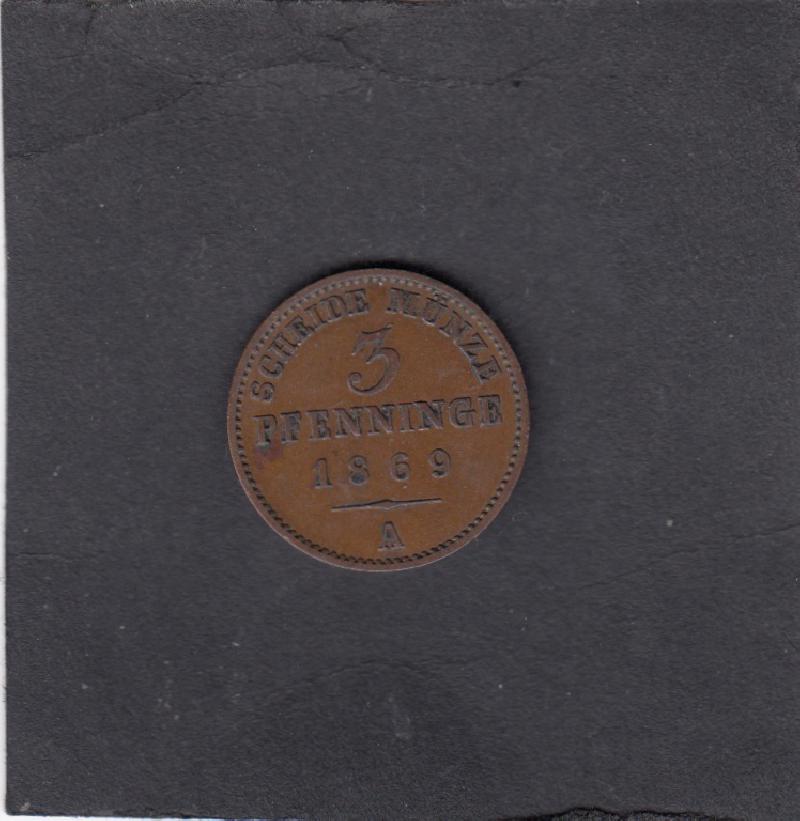 SCHEIDE MÜNZE
3
PFENNINGE
1869
A